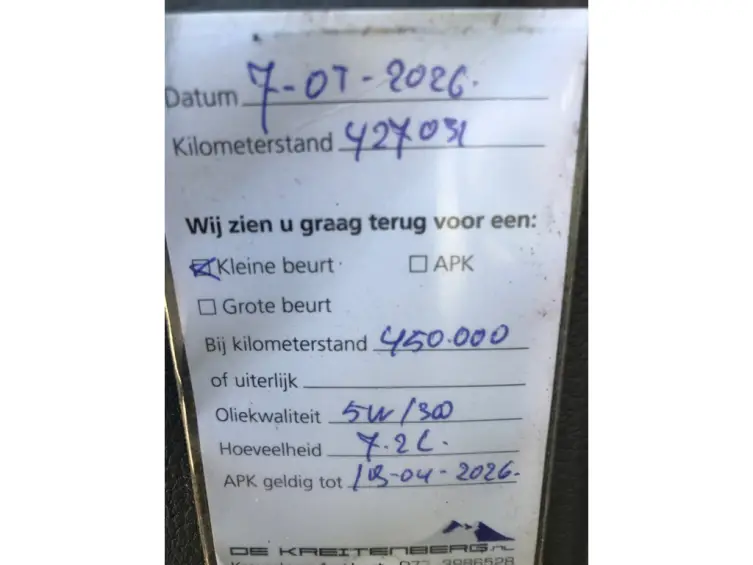 Datum 7-07-2026.
Kilometerstand 427031
Wij zien u graag terug voor een:
Kleine beurt APK
Grote beurt
Bij kilometerstand 450.000
of uiterlijk
Oliekwaliteit 5W/30
Hoeveelheid 7.2L.
APK geldig tot -04-2026.
DE KREITENBERG.NL